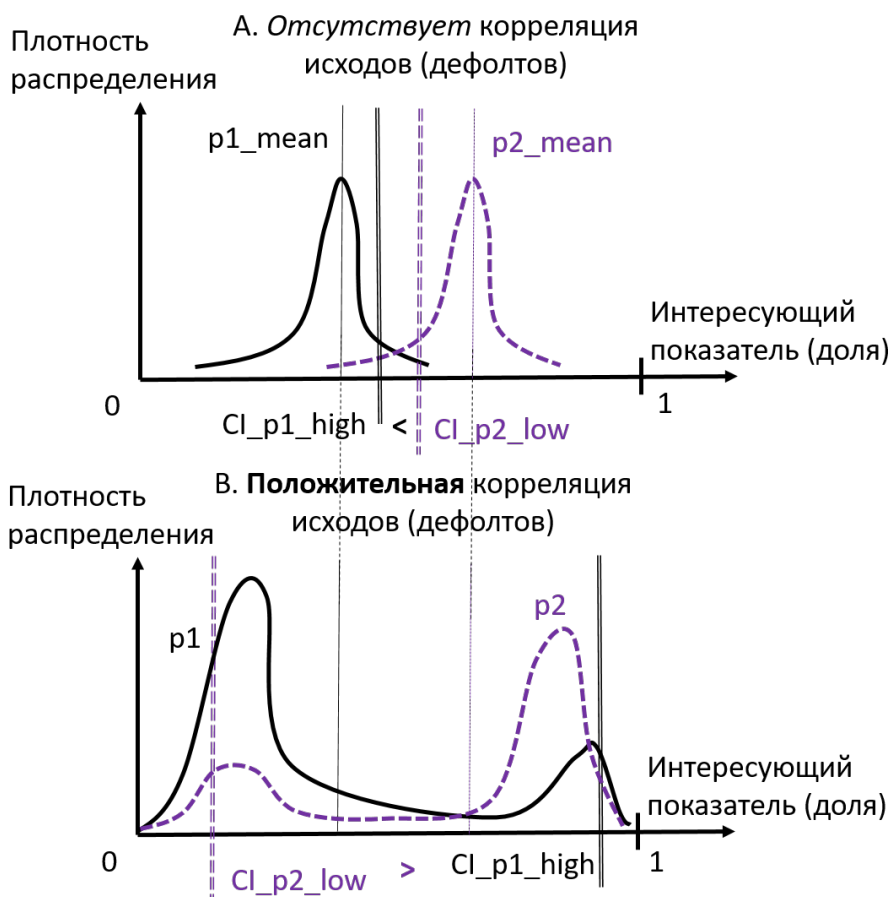 А. Отсутствует корреляция
исходов (дефолтов)
Плотность
распределения
p1_mean
p2_mean
Интересующий
показатель (доля)
0
1
CI_p1_high < CI_p2_low
В. Положительная корреляция
исходов (дефолтов)
Плотность
распределения
p1
p2
Интересующий
показатель (доля)
0
1
CI_p2_low > CI_p1_high